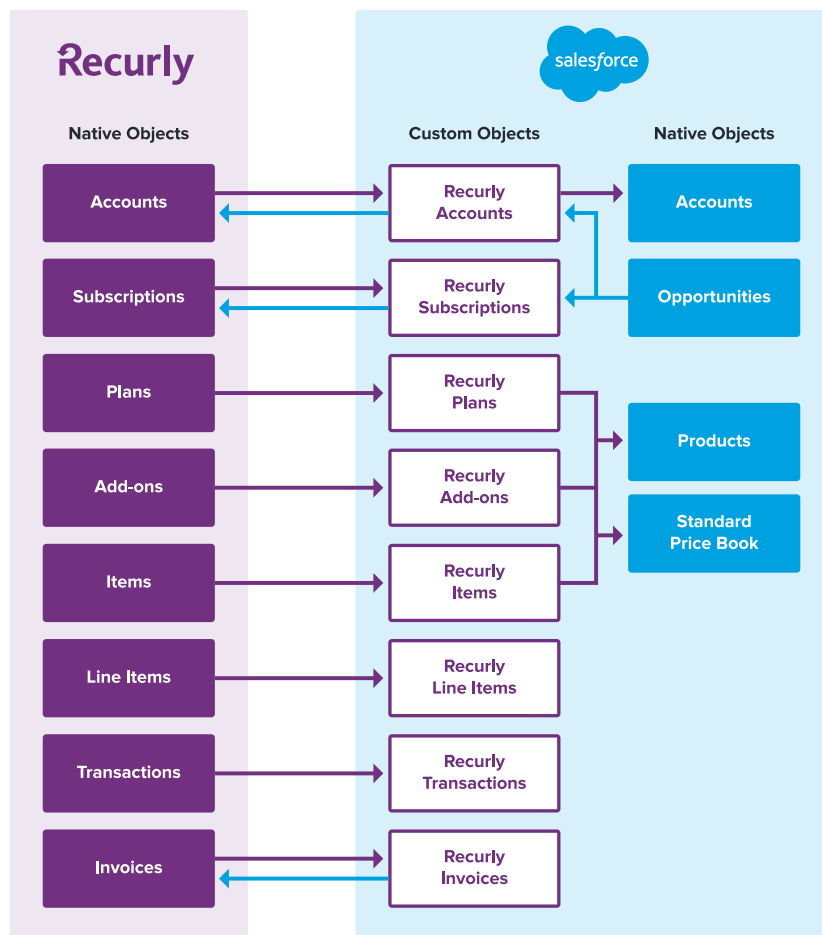 Recurly
salesforce
Native Objects
Custom Objects
Native Objects
Accounts
Recurly
Accounts
Accounts
Subscriptions
Recurly
Subscriptions
Opportunities
Plans
Recurly
Plans
Products
Add-ons
Recurly
Add-ons
Standard
Price Book
Items
Recurly
Items
Line Items
Recurly
Line Items
Transactions
Recurly
Transactions
Invoices
Recurly
Invoices